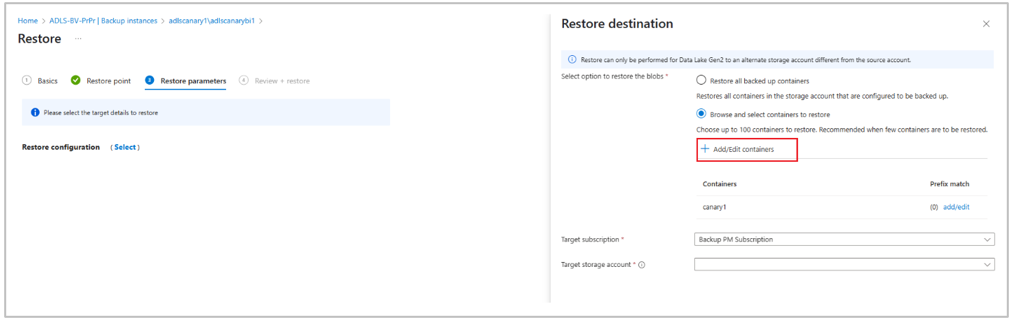 Home > ADLS-BV-PrPr | Backup instances > adlscanary1\adlscanarybi1 >
Restore ...
1 Basics
Restore point
3 Restore parameters
4 Review + restore
Please select the target details to restore
Restore configuration (Select)
Restore destination
Restore can only be performed for Data Lake Gen2 to an alternate storage account different from the source account.
Select option to restore the blobs *
Restore all backed up containers
Restores all containers in the storage account that are configured to be backed up.
Browse and select containers to restore
Choose up to 100 containers to restore. Recommended when few containers are to be restored.
+ Add/Edit containers
Containers Prefix match
canary1 (0) add/edit
Target subscription * Backup PM Subscription
Target storage account *